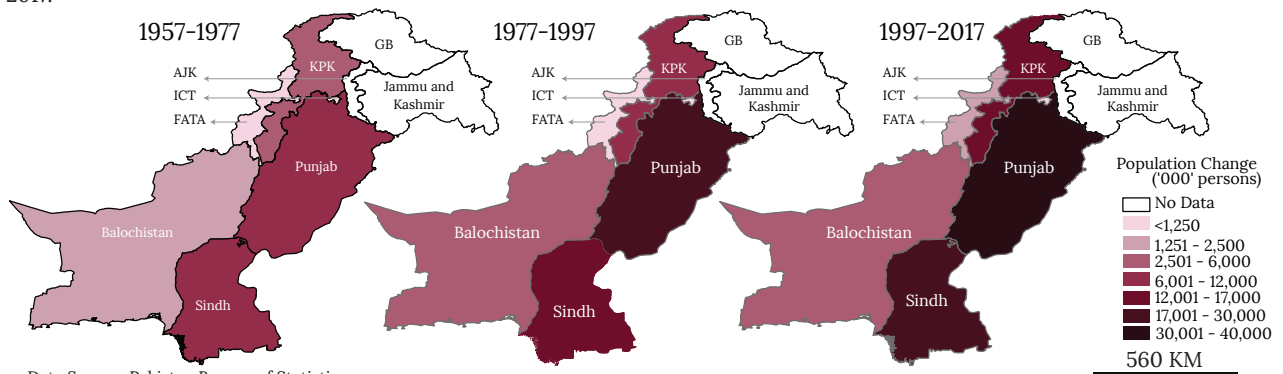 1957-1977
GB
KPK
AJK
ICT
Jammu and
Kashmir
FATA
Punjab
Balochistan
Sindh
1977-1997
GB
KPK
AJK
ICT
Jammu and
Kashmir
FATA
Punjab
Balochistan
Sindh
1997-2017
GB
KPK
AJK
ICT
Jammu and
Kashmir
FATA
Punjab
Balochistan
Sindh
Population Change
('000' persons)
No Data
<1,250
1,251 - 2,500
2,501 - 6,000
6,001 - 12,000
12,001 - 17,000
17,001 - 30,000
30,001 - 40,000
560 KM